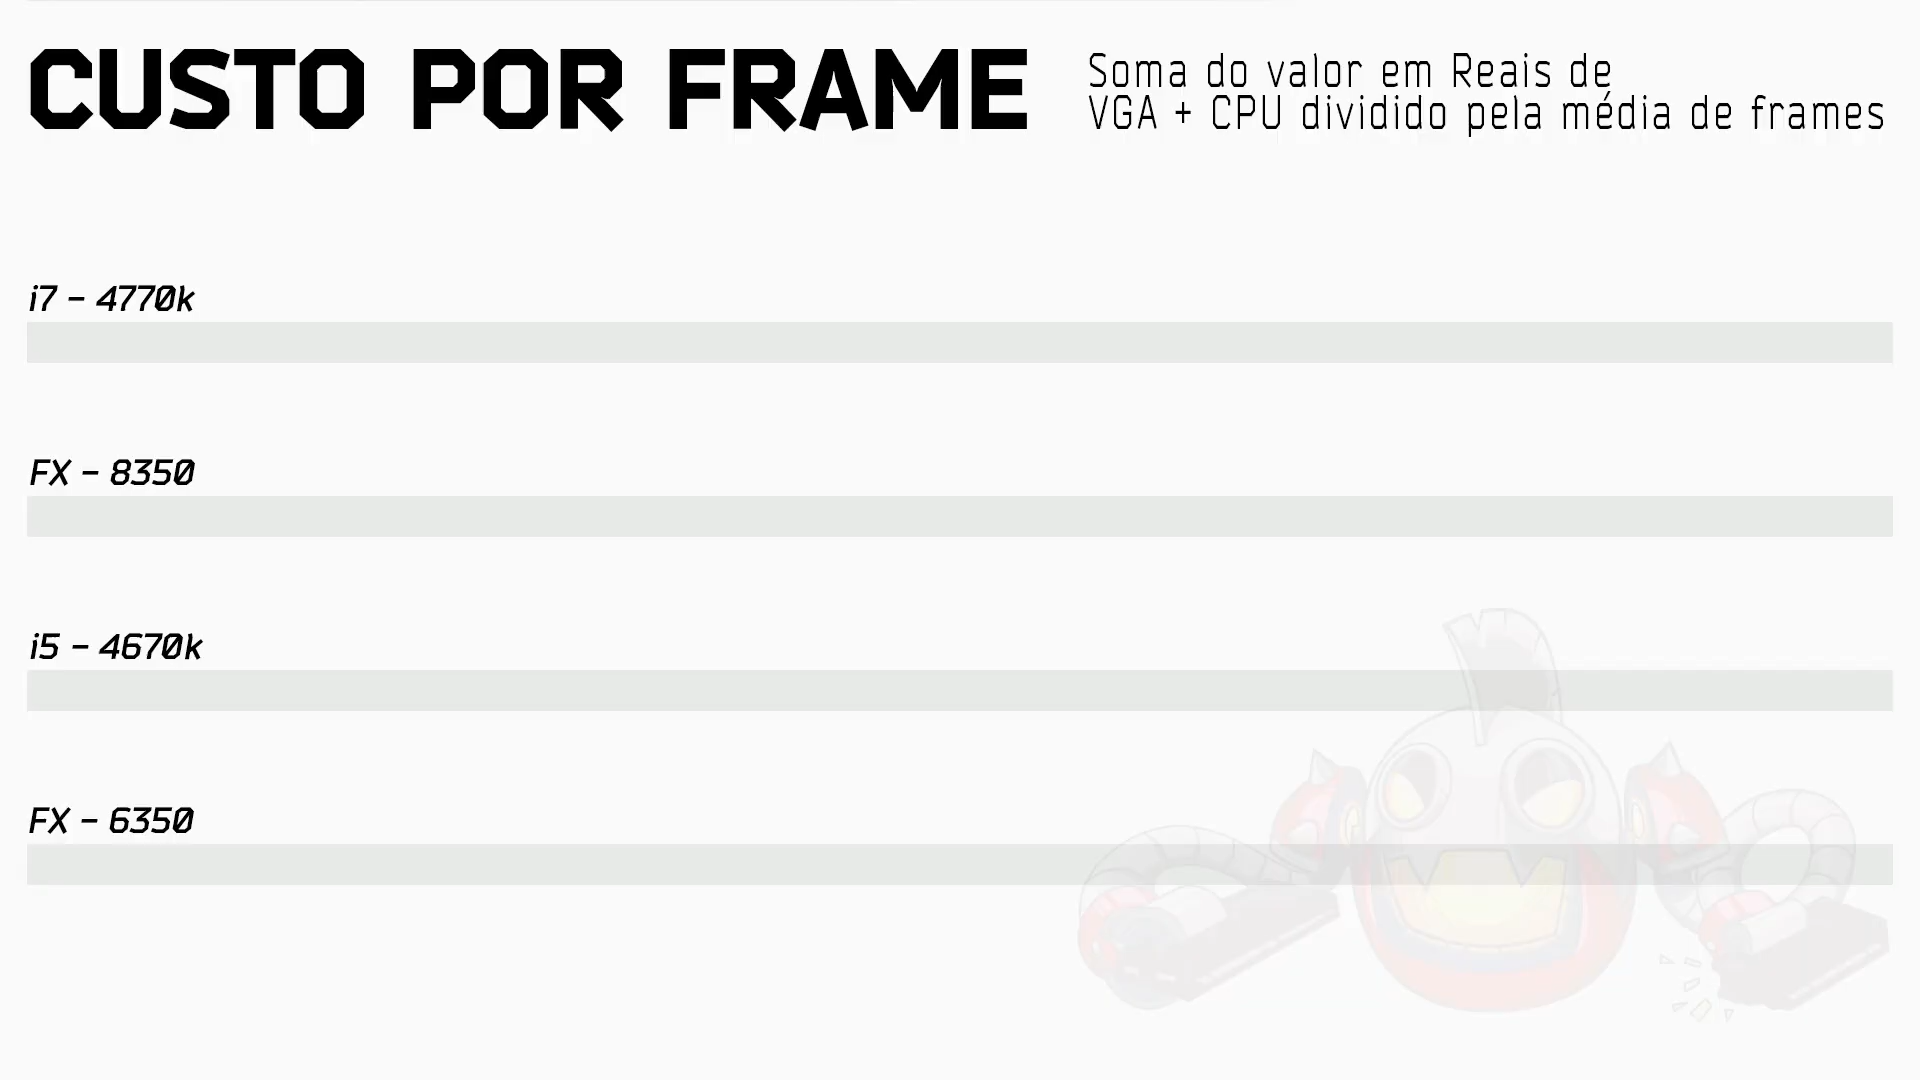 CUSTO POR FRAME
Soma do valor em Reais de
VGA + CPU dividido pela média de frames
i7 - 4770k
FX - 8350
i5 - 4670k
FX - 6350